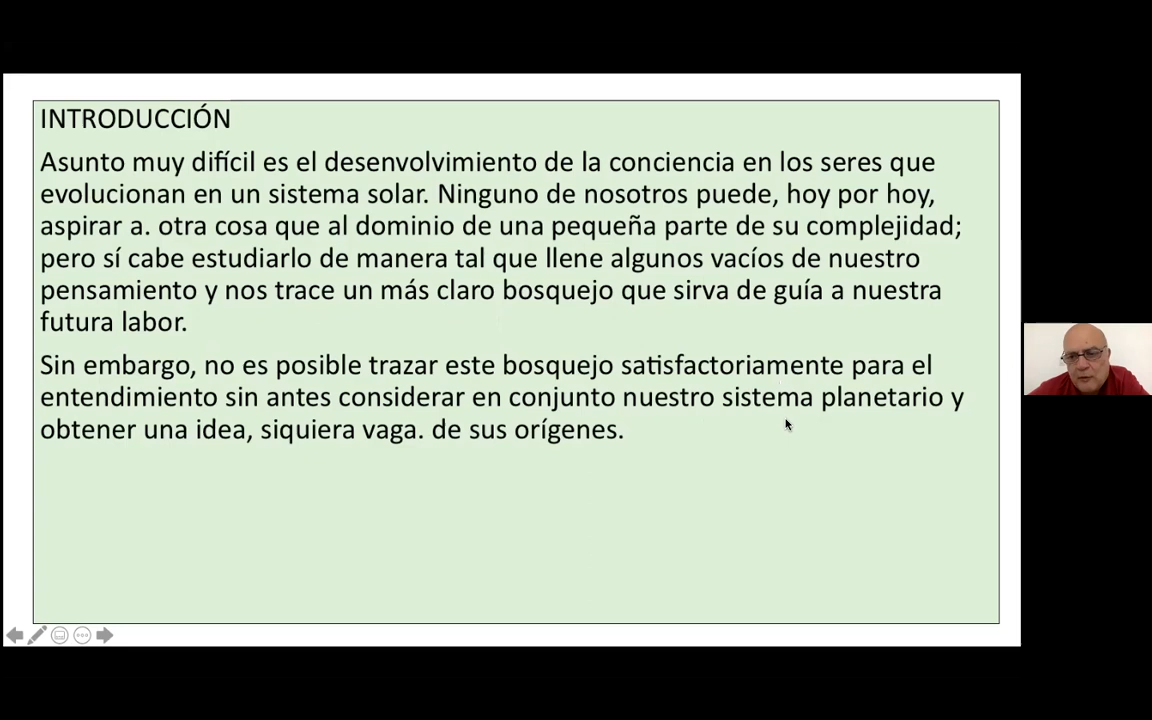 INTRODUCCIÓN
Asunto muy difícil es el desenvolvimiento de la conciencia en los seres que
evolucionan en un sistema solar. Ninguno de nosotros puede, hoy por hoy,
aspirar a. otra cosa que al dominio de una pequeña parte de su complejidad;
pero sí cabe estudiarlo de manera tal que llene algunos vacíos de nuestro
pensamiento y nos trace un más claro bosquejo que sirva de guía a nuestra
futura labor.
Sin embargo, no es posible trazar este bosquejo satisfactoriamente para el
entendimiento sin antes considerar en conjunto nuestro sistema planetario y
obtener una idea, siquiera vaga. de sus orígenes.